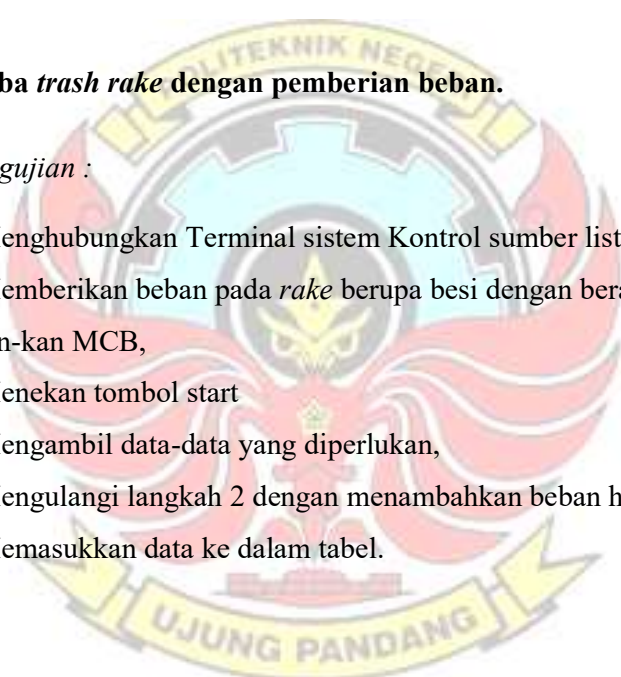 POLITEKNIK NEGERI
ba trash rake dengan pemberian beban.
gujian :
enghubungkan Terminal sistem Kontrol sumber list
emberikan beban pada rake berupa besi dengan bera
n-kan MCB,
enekan tombol start
engambil data-data yang diperlukan,
engulangi langkah 2 dengan menambahkan beban h
emasukkan data ke dalam tabel.
UJUNG PANDANG